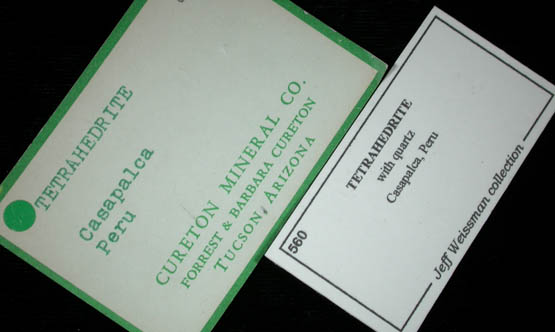 TETRAHEDRITE
Casapalca
Peru
CURETON MINERAL CO.
FORREST & BARBARA CURETON
TUCSON, ARIZONA
TETRAHEDRITE
with quartz
Casapalca, Peru
560
Jeff Weissman collection